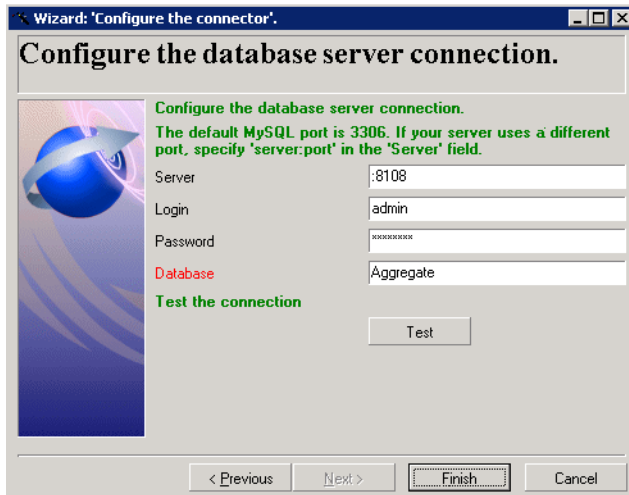 Wizard: 'Configure the connector'.
Configure the database server connection.
Configure the database server connection.
The default MySQL port is 3306. If your server uses a different
port, specify 'server:port' in the 'Server' field.
Server :8108
Login admin
Password ********
Database Aggregate
Test the connection
Test
< Previous Next > Finish Cancel